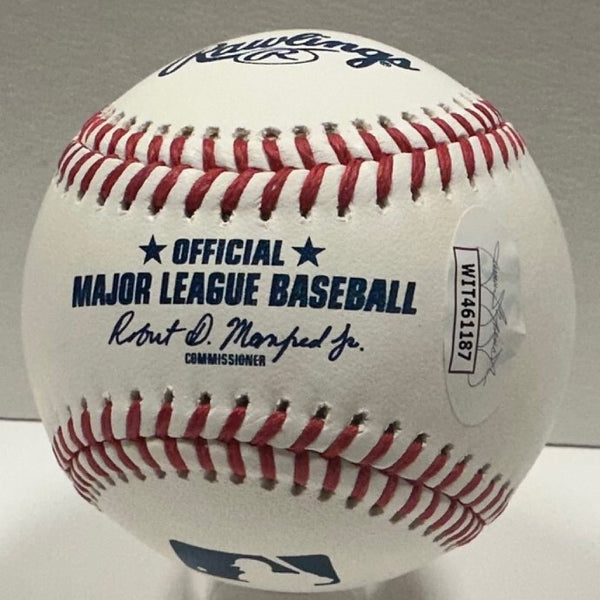 Rawlings
®
★ OFFICIAL ★
MAJOR LEAGUE BASEBALL
Robert D. Manfred Jr.
COMMISSIONER
WIT461187